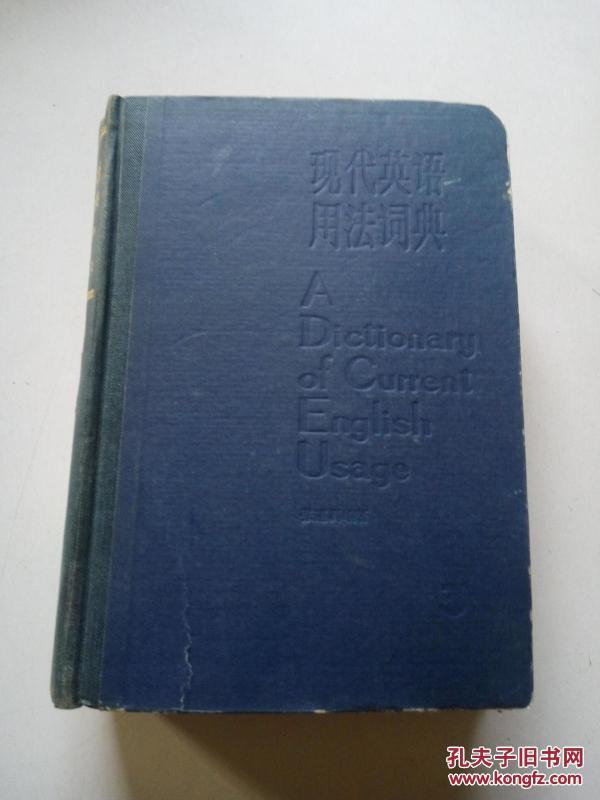 现代英语
用法词典
A
Dictionary
of Current
English
Usage
孔夫子旧书网
www.kongfz.com